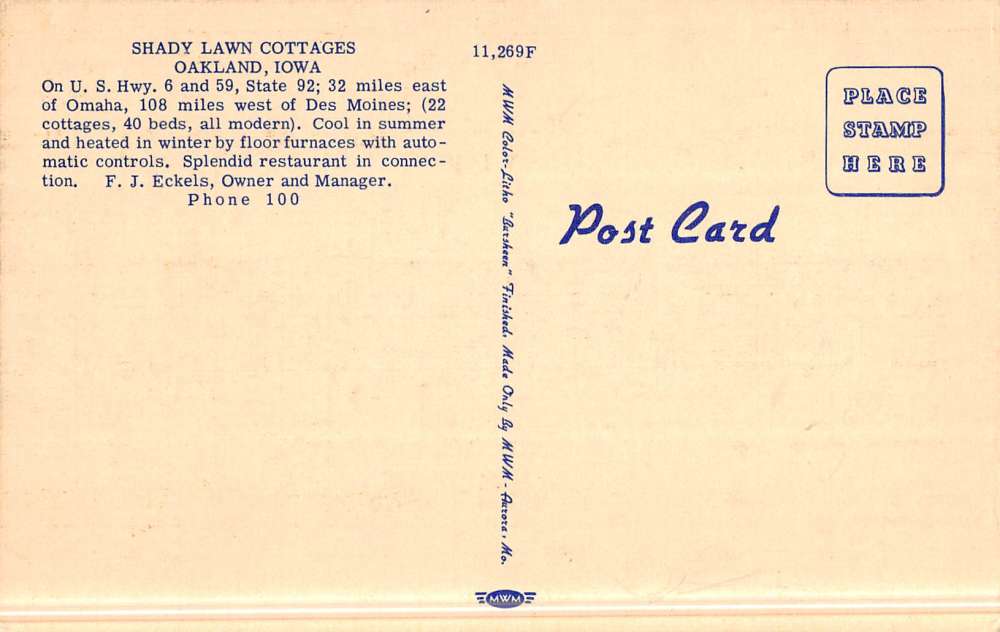 SHADY LAWN COTTAGES
OAKLAND, IOWA
On U. S. Hwy. 6 and 59, State 92; 32 miles east
of Omaha, 108 miles west of Des Moines; (22
cottages, 40 beds, all modern). Cool in summer
and heated in winter by floor furnaces with auto-
matic controls. Splendid restaurant in connec-
tion. F. J. Eckels, Owner and Manager.
Phone 100
11,269F
MWM Color-Litho "Barsheen" Finished, Made Only By MWM - Aurora, Mo.
MWM
Post Card
PLACE
STAMP
HERE